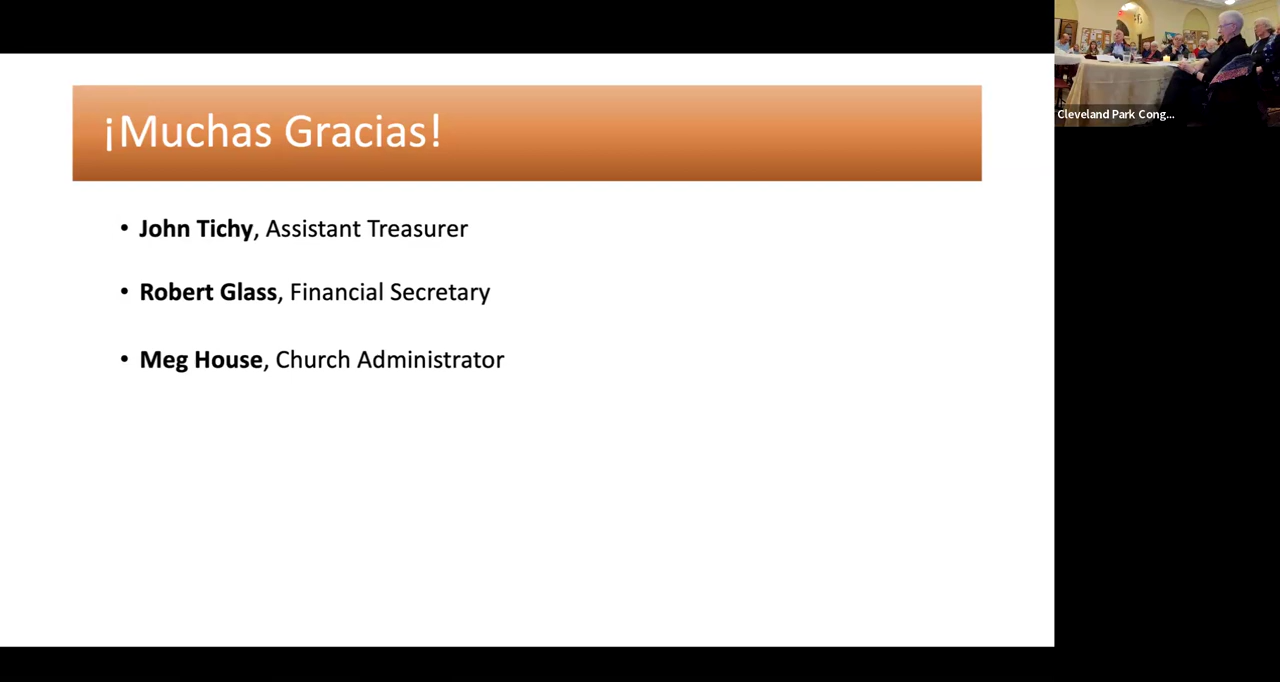 ¡Muchas Gracias!
• John Tichy, Assistant Treasurer
• Robert Glass, Financial Secretary
• Meg House, Church Administrator
Cleveland Park Cong...